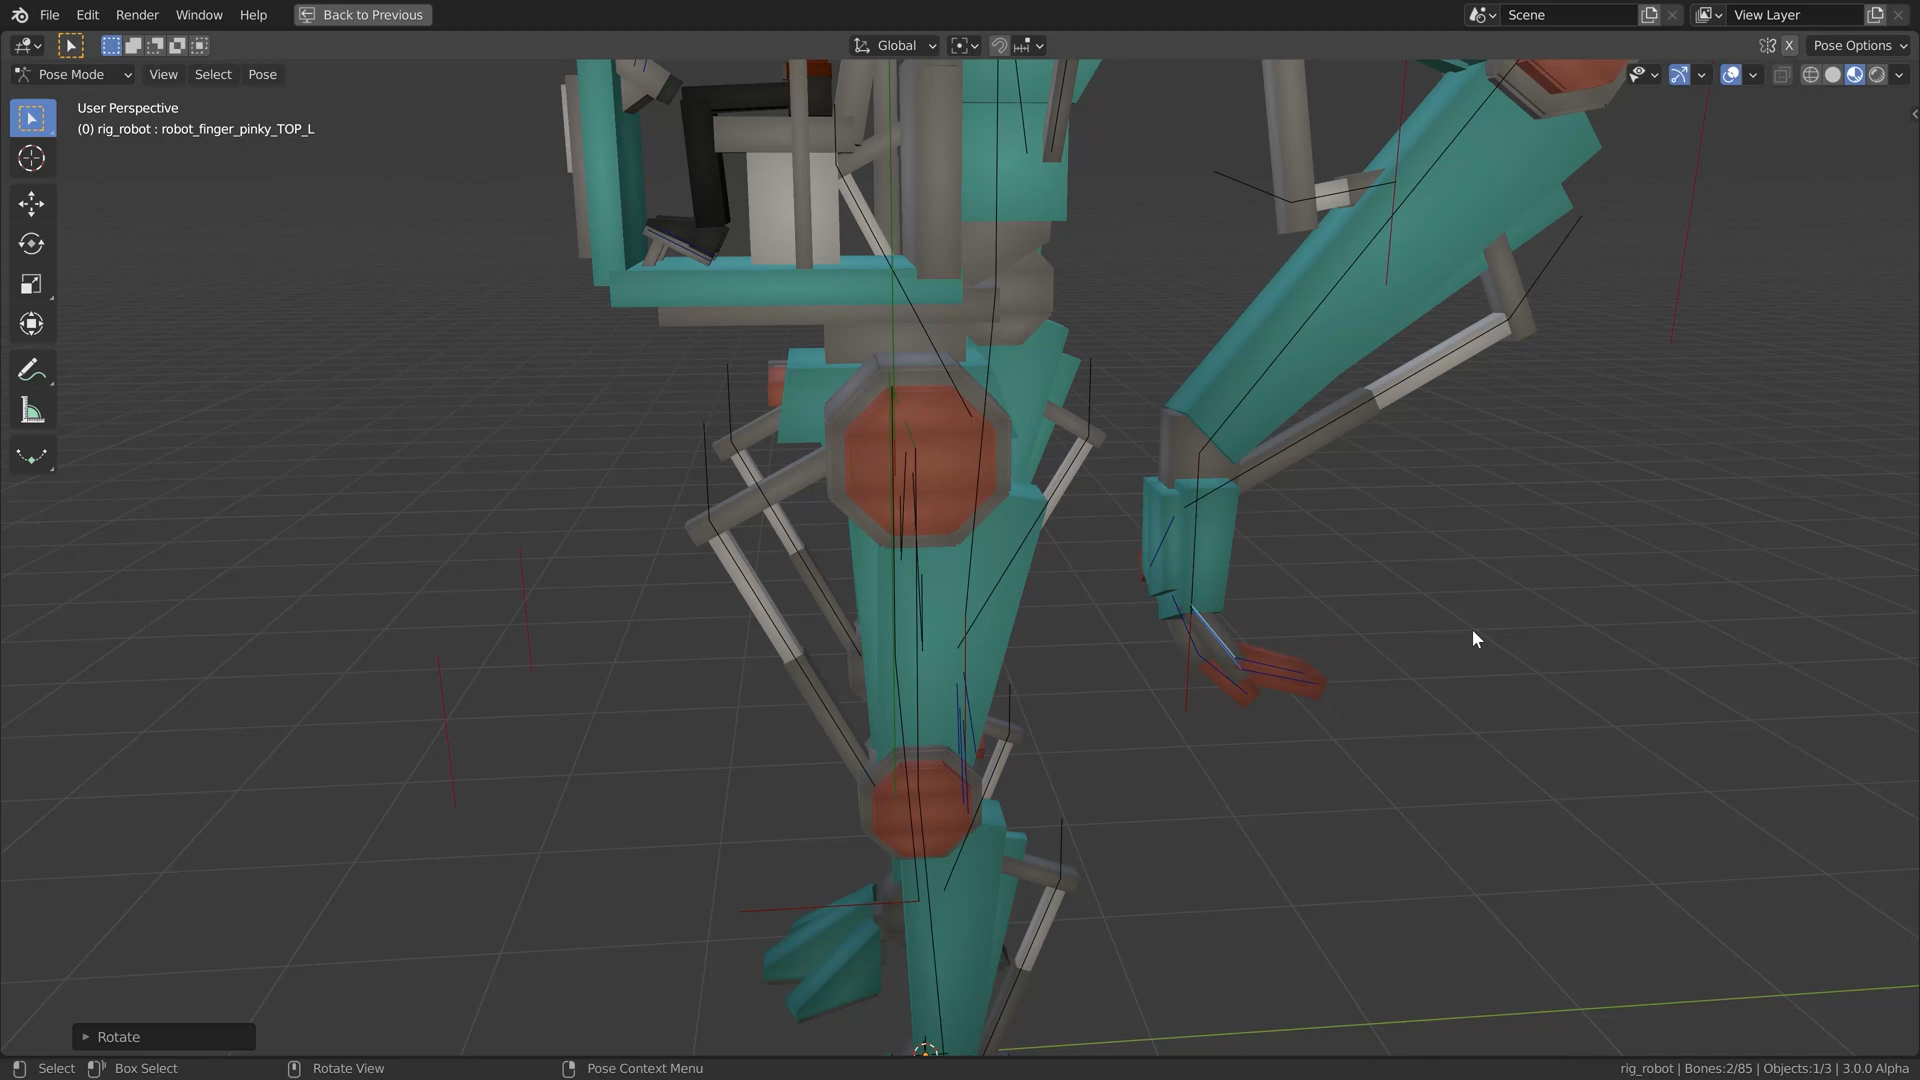 File Edit Render Window Help Back to Previous Scene View Layer
Global X Pose Options
Pose Mode View Select Pose
User Perspective
(0) rig_robot : robot_finger_pinky_TOP_L
Rotate
Select Box Select Rotate View Pose Context Menu rig_robot | Bones:2/85 | Objects:1/3 | 3.0.0 Alpha